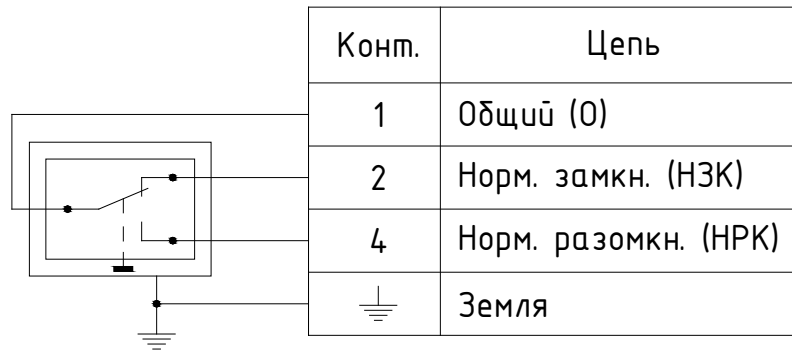 Конт. Цепь
1 Общий (О)
2 Норм. замкн. (НЗК)
4 Норм. разомкн. (НРК)
Земля